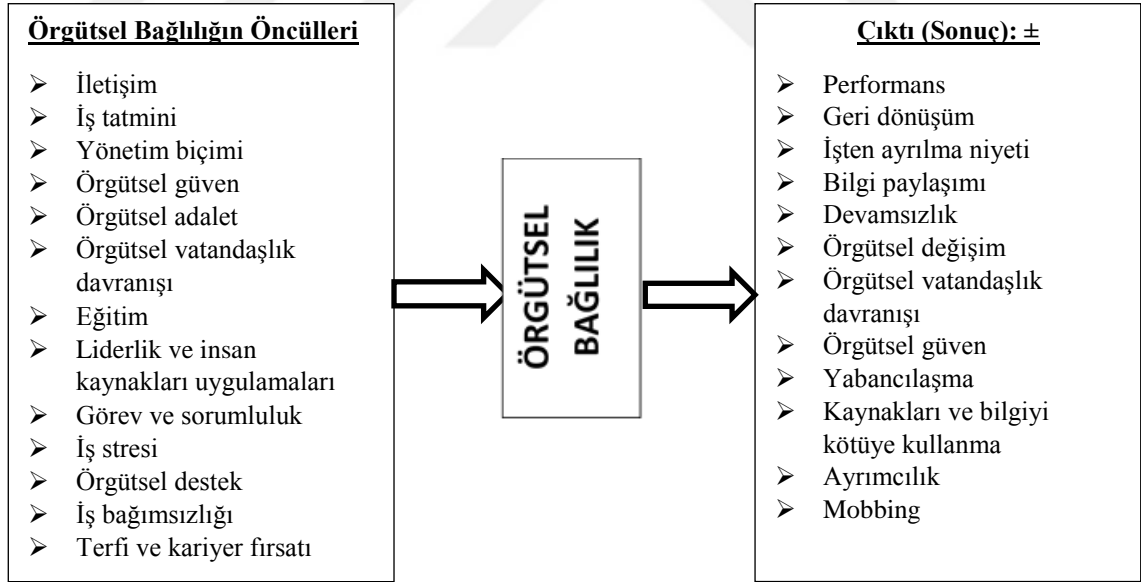 Örgütsel Bağlılığın Öncülleri
➢ İletişim
➢ İş tatmini
➢ Yönetim biçimi
➢ Örgütsel güven
➢ Örgütsel adalet
➢ Örgütsel vatandaşlık
davranışı
➢ Eğitim
➢ Liderlik ve insan
kaynakları uygulamaları
➢ Görev ve sorumluluk
➢ İş stresi
➢ Örgütsel destek
➢ İş bağımsızlığı
➢ Terfi ve kariyer fırsatı
ÖRGÜTSEL
BAĞLILIK
Çıktı (Sonuç): ±
➢ Performans
➢ Geri dönüşüm
➢ İşten ayrılma niyeti
➢ Bilgi paylaşımı
➢ Devamsızlık
➢ Örgütsel değişim
➢ Örgütsel vatandaşlık
davranışı
➢ Örgütsel güven
➢ Yabancılaşma
➢ Kaynakları ve bilgiyi
kötüye kullanma
➢ Ayrımcılık
➢ Mobbing